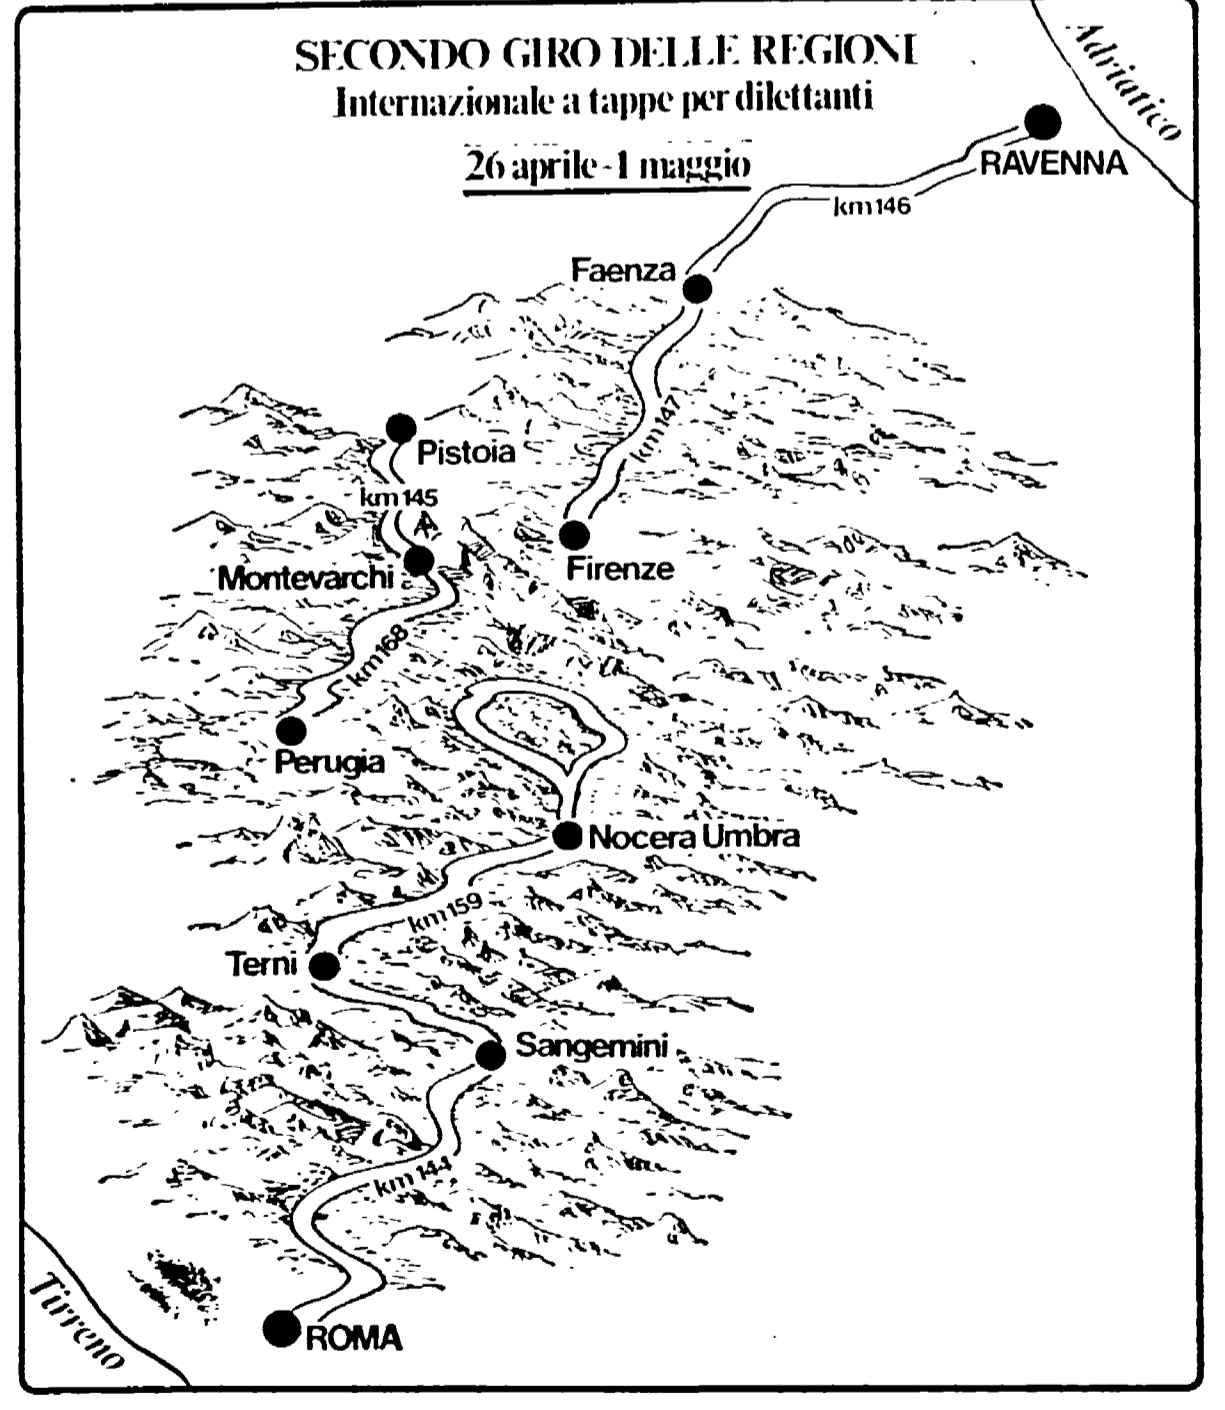 SECONDO GIRO DELLE REGIONI
Internazionale a tappe per dilettanti
26 aprile - 1 maggio
Adriatico
RAVENNA
km 146
Faenza
km 147
Pistoia
km 145
Firenze
Montevarchi
km 168
Perugia
Nocera Umbra
km 159
Terni
Sangemini
km 144
Tirreno
ROMA